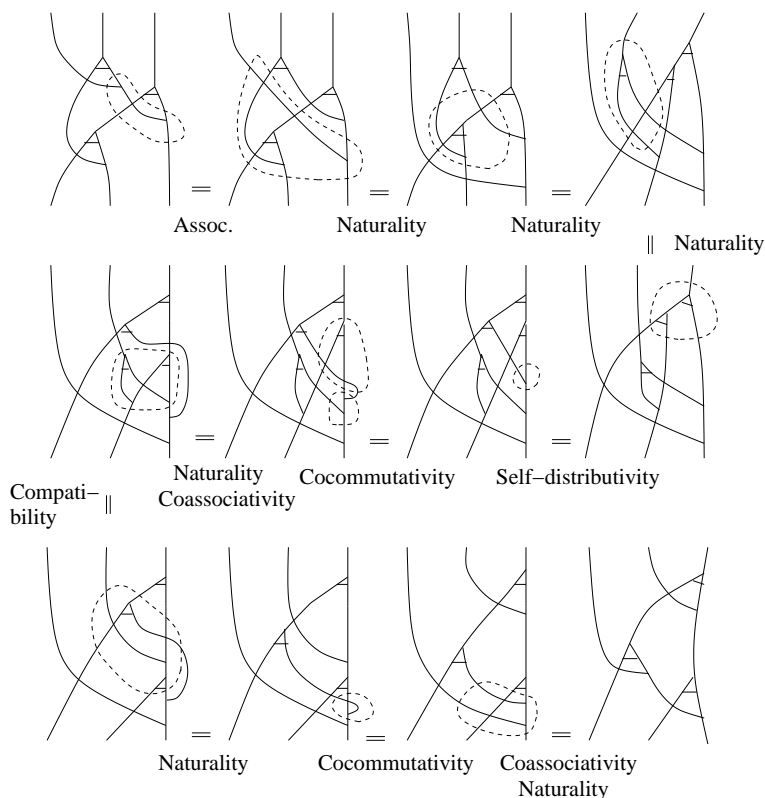 = = =
Assoc. Naturality Naturality
‖ Naturality
= = =
Naturality Cocommutativity Self−distributivity
Compati− ‖ Coassociativity
bility
= = =
Naturality Cocommutativity Coassociativity
Naturality